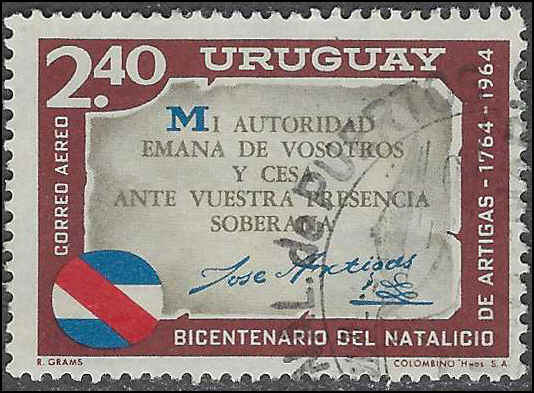 2.40 URUGUAY
CORREO AEREO
MI AUTORIDAD
EMANA DE VOSOTROS
Y CESA
ANTE VUESTRA PRESENCIA
SOBERANA
Jose Artigas
DE ARTIGAS - 1764 - 1964
BICENTENARIO DEL NATALICIO
R. GRAMS
COLOMBINO Hnos S.A.